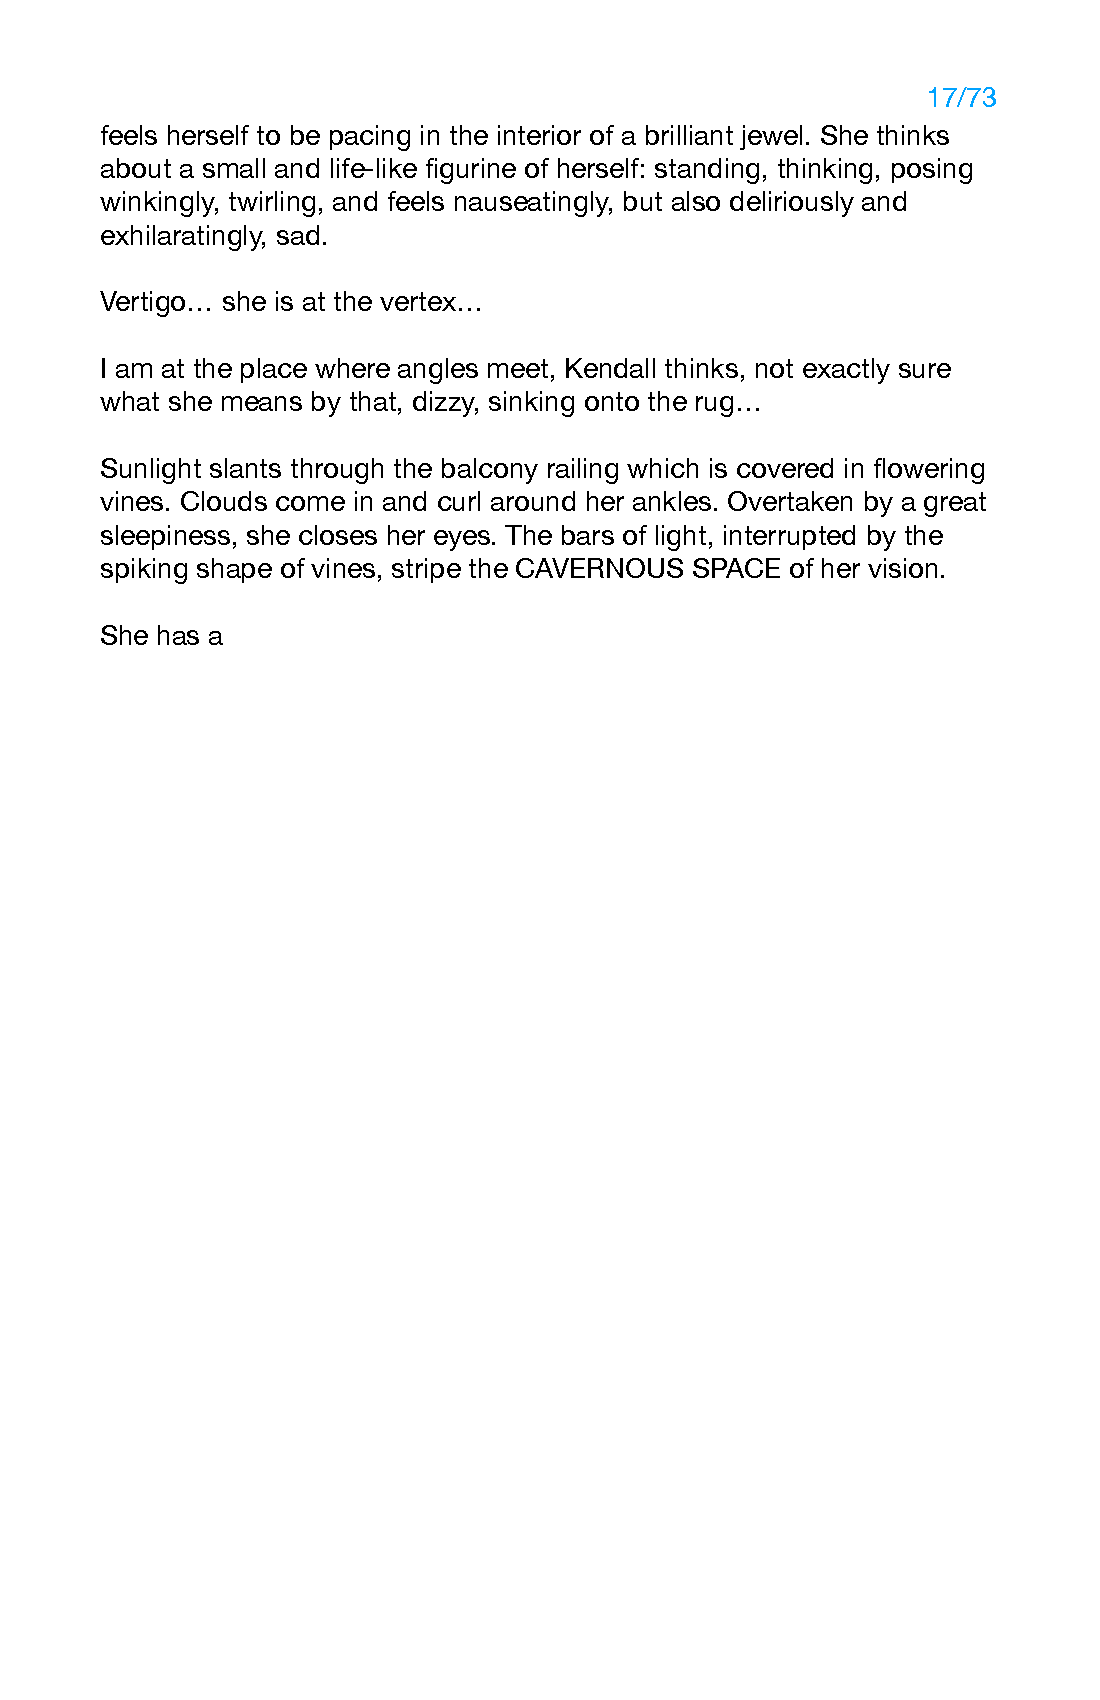 17/73
feels herself to be pacing in the interior of a brilliant jewel. She thinks
about a small and life-like figurine of herself: standing, thinking, posing
winkingly, twirling, and feels nauseatingly, but also deliriously and
exhilaratingly, sad.
Vertigo… she is at the vertex…
I am at the place where angles meet, Kendall thinks, not exactly sure
what she means by that, dizzy, sinking onto the rug…
Sunlight slants through the balcony railing which is covered in flowering
vines. Clouds come in and curl around her ankles. Overtaken by a great
sleepiness, she closes her eyes. The bars of light, interrupted by the
spiking shape of vines, stripe the CAVERNOUS SPACE of her vision.
She has a